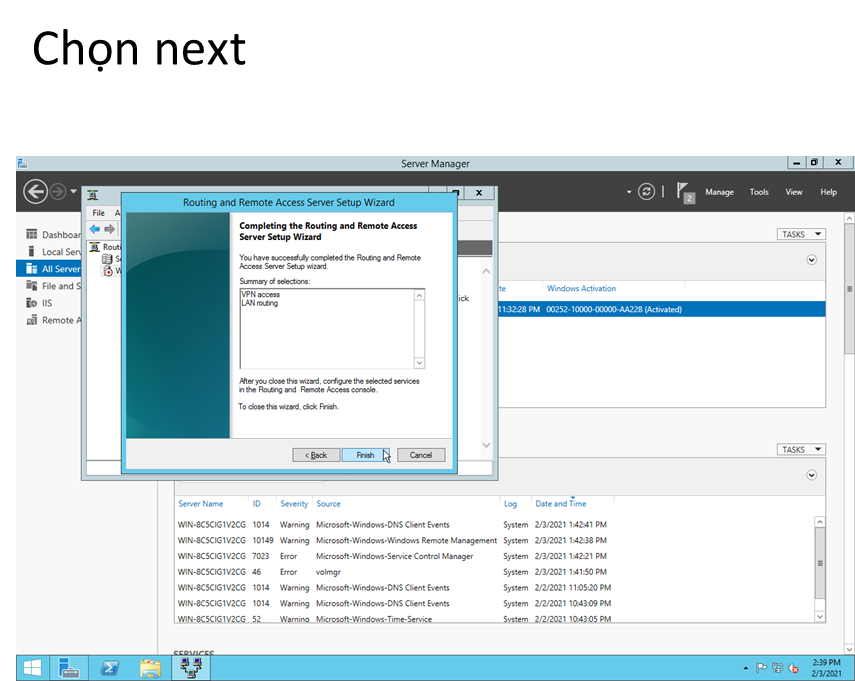 Chọn next
Server Manager
2
Manage
Tools
View
Help
Routing and Remote Access Server Setup Wizard
File
Completing the Routing and Remote Access
Server Setup Wizard
You have successfully completed the Routing and Remote
Access Server Setup wizard.
Summary of selections:
VPN access
LAN routing
After you close this wizard, configure the selected services
in the Routing and Remote Access console.
To close this wizard, click Finish.
< Back
Finish
Cancel
Dashboar
Local Serv
All Server
File and S
IIS
Remote A
Routi
TASKS
Windows Activation
11:32:28 PM 00252-10000-00000-AA228 (Activated)
TASKS
Server Name ID Severity Source Log Date and Time
WIN-8C5CIG1V2CG 1014 Warning Microsoft-Windows-DNS Client Events System 2/3/2021 1:42:41 PM
WIN-8C5CIG1V2CG 10149 Warning Microsoft-Windows-Windows Remote Management System 2/3/2021 1:42:38 PM
WIN-8C5CIG1V2CG 7023 Error Microsoft-Windows-Service Control Manager System 2/3/2021 1:42:21 PM
WIN-8C5CIG1V2CG 46 Error volmgr System 2/3/2021 1:41:50 PM
WIN-8C5CIG1V2CG 1014 Warning Microsoft-Windows-DNS Client Events System 2/2/2021 11:05:20 PM
WIN-8C5CIG1V2CG 1014 Warning Microsoft-Windows-DNS Client Events System 2/2/2021 10:43:09 PM
WIN-8C5CIG1V2CG 52 Warning Microsoft-Windows-Time-Service System 2/2/2021 10:43:05 PM
SERVICES
2:39 PM
2/3/2021